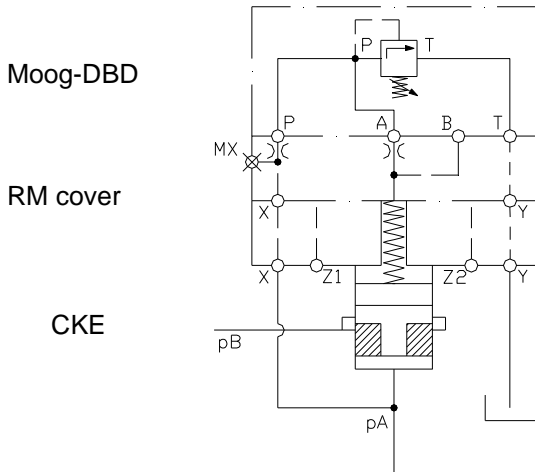 P T
Moog-DBD
P A B T
MX
RM cover
X Y
X Z1 Z2 Y
CKE
pB
pA